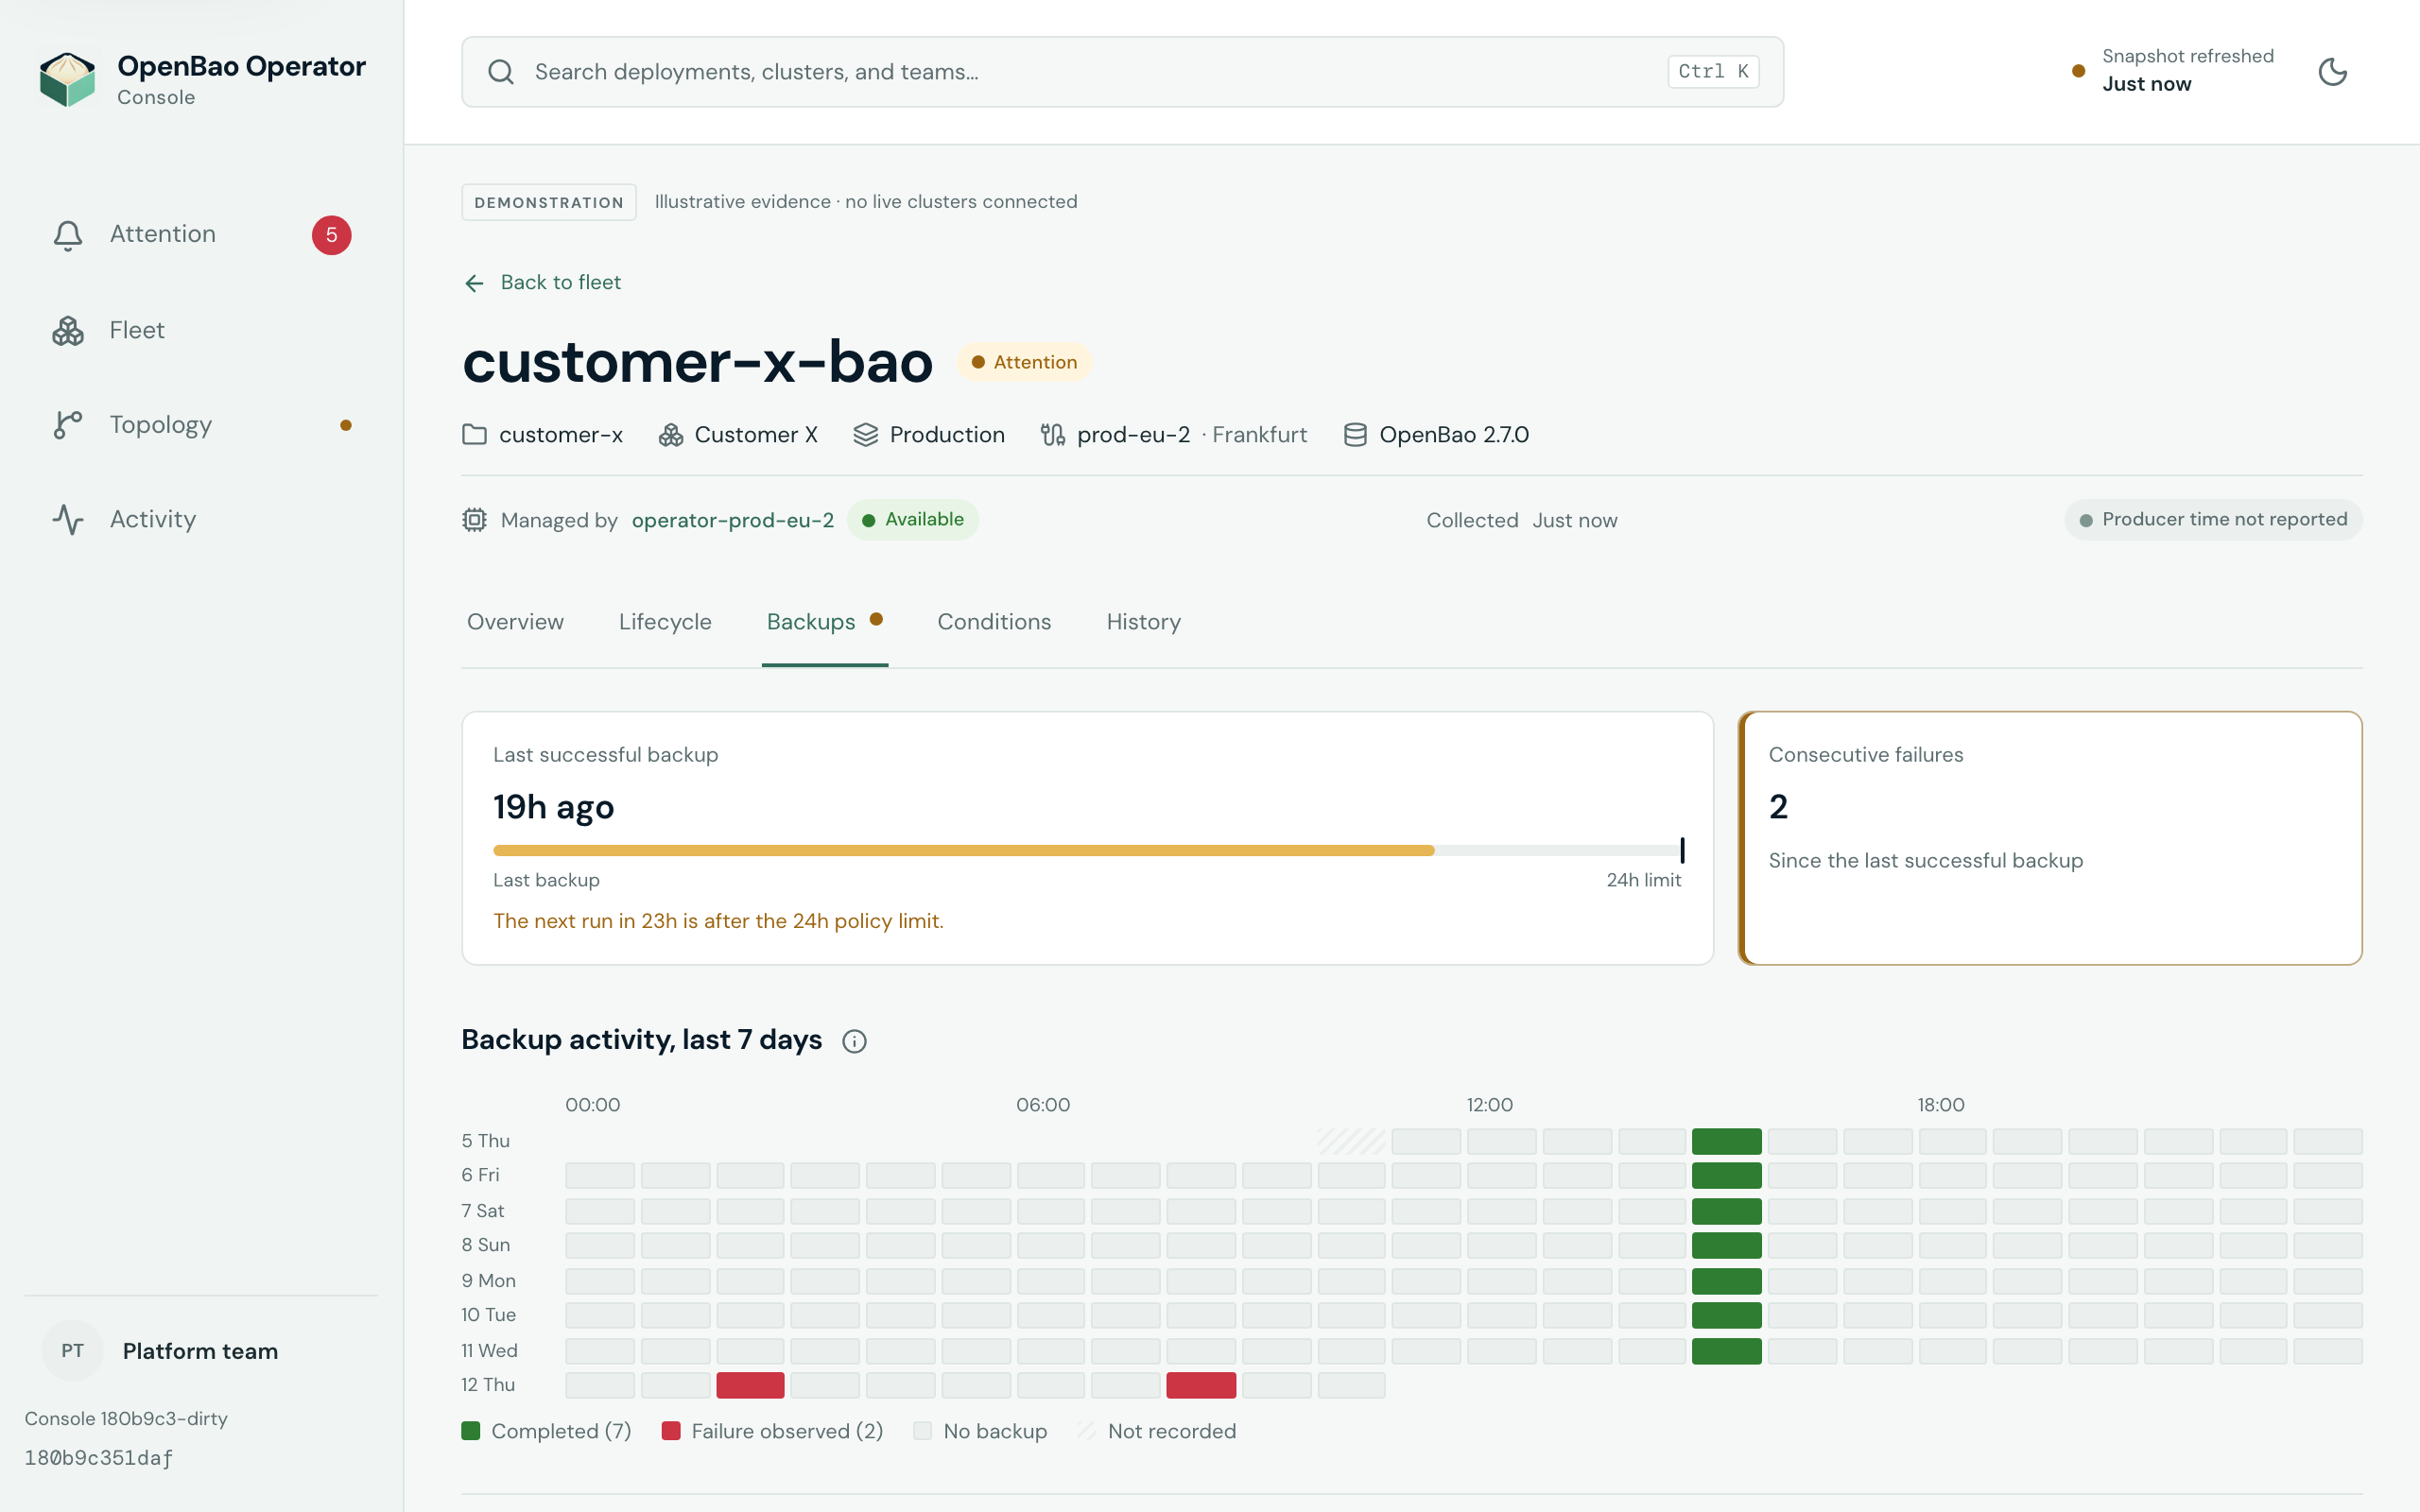 OpenBao Operator
Console
Search deployments, clusters, and teams...
Ctrl K
Snapshot refreshed
Just now
Attention
5
Fleet
Topology
Activity
DEMONSTRATION
Illustrative evidence · no live clusters connected
Back to fleet
customer-x-bao
Attention
customer-x
Customer X
Production
prod-eu-2 · Frankfurt
OpenBao 2.7.0
Managed by operator-prod-eu-2
Available
Collected Just now
Producer time not reported
Overview
Lifecycle
Backups
Conditions
History
Last successful backup
19h ago
Last backup
24h limit
The next run in 23h is after the 24h policy limit.
Consecutive failures
2
Since the last successful backup
Backup activity, last 7 days
00:00
06:00
12:00
18:00
5 Thu
6 Fri
7 Sat
8 Sun
9 Mon
10 Tue
11 Wed
12 Thu
Completed (7)
Failure observed (2)
No backup
Not recorded
PT
Platform team
Console 180b9c3-dirty
180b9c351daf